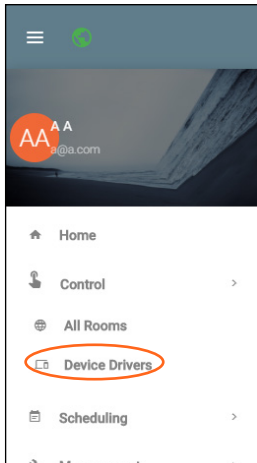 AA
A A
a@a.com
Home
Control
All Rooms
Device Drivers
Scheduling